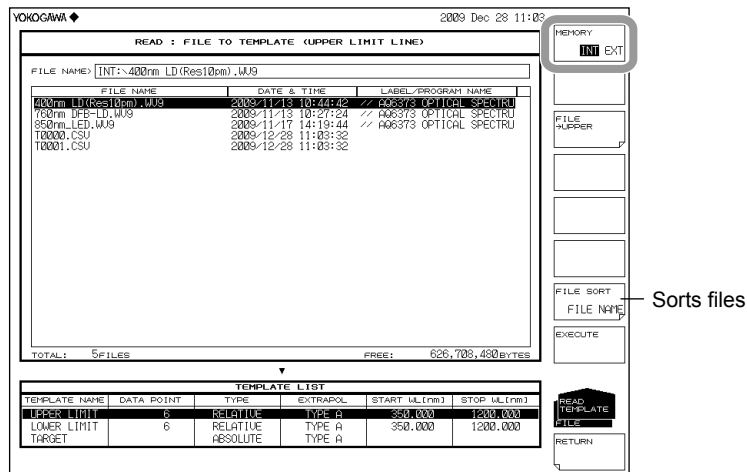 YOKOGAWA ◆ 2009 Dec 28 11:03
READ : FILE TO TEMPLATE (UPPER LIMIT LINE)
FILE NAME> INT:\400nm LD(Res10pm).WV9
FILE NAME DATE & TIME LABEL/PROGRAM NAME
400nm LD(Res10pm).WV9 2009/11/13 10:44:42 // AQ6373 OPTICAL SPECTRU
760nm DFB-LD.WV9 2009/11/13 10:27:24 // AQ6373 OPTICAL SPECTRU
850nm_LED.WV9 2009/11/17 14:19:44 // AQ6373 OPTICAL SPECTRU
T0000.CSV 2009/12/28 11:03:32
T0001.CSV 2009/12/28 11:03:32
TOTAL: 5FILES FREE: 626,708,480BYTES
▼
TEMPLATE LIST
TEMPLATE NAME DATA POINT TYPE EXTRAPOL START WL[nm] STOP WL[nm]
UPPER LIMIT 6 RELATIVE TYPE A 350.000 1200.000
LOWER LIMIT 6 RELATIVE TYPE A 350.000 1200.000
TARGET ABSOLUTE TYPE A
MEMORY
INT EXT
FILE
→UPPER
FILE SORT
FILE NAME
Sorts files
EXECUTE
READ
TEMPLATE
FILE
RETURN